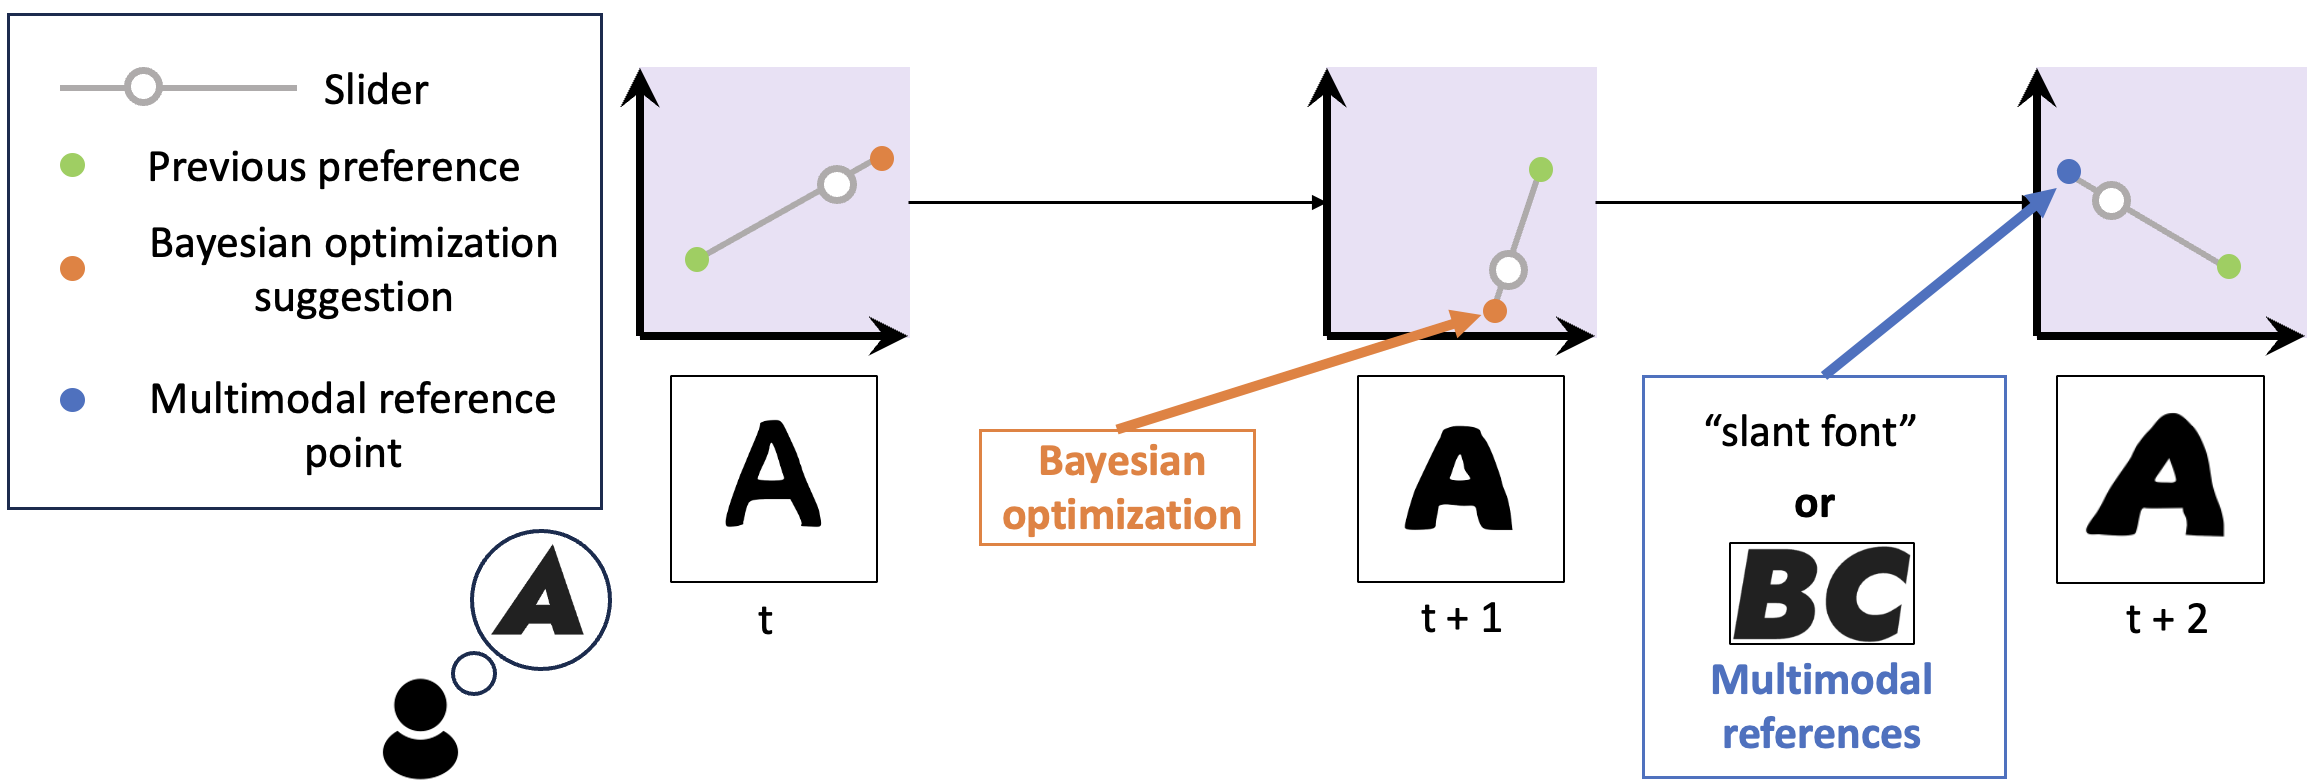 Slider
Previous preference
Bayesian optimization
suggestion
Multimodal reference
point
A
A
t
Bayesian
optimization
A
t + 1
“slant font”
or
BC
Multimodal
references
A
t + 2